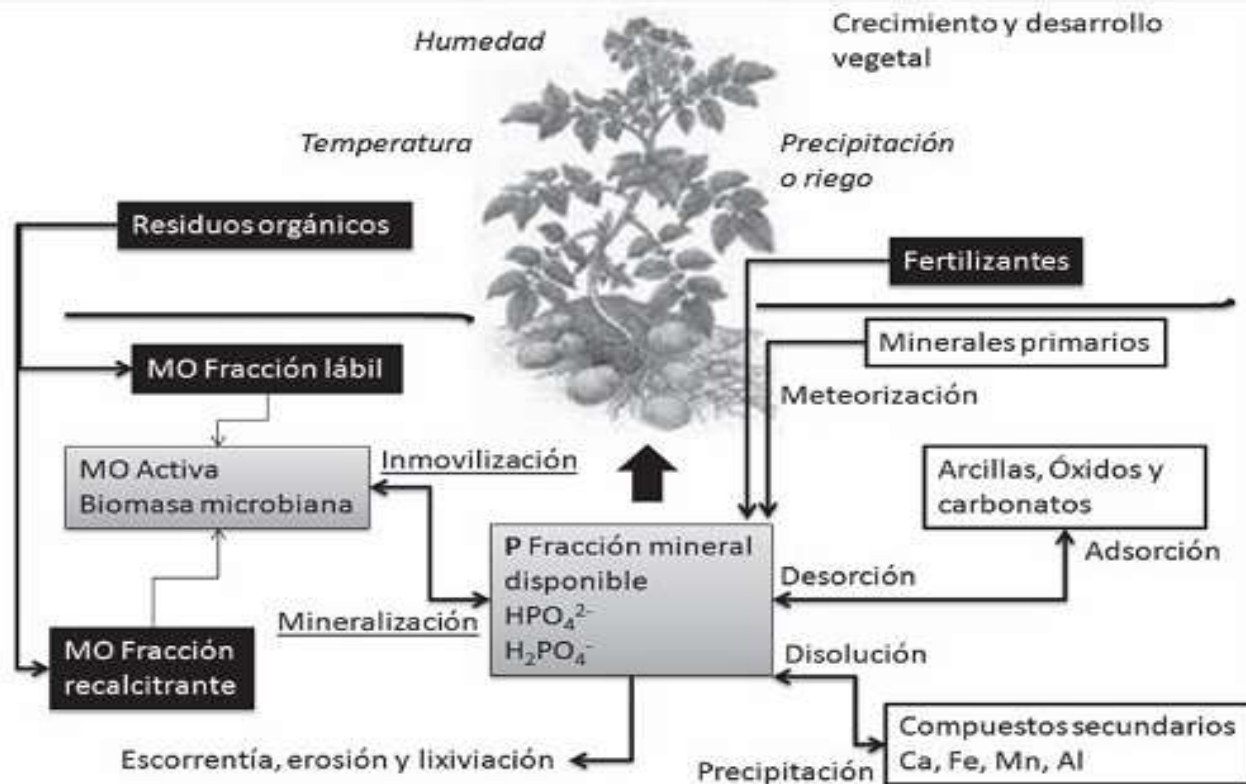 Humedad
Crecimiento y desarrollo
vegetal
Temperatura
Precipitación
o riego
Residuos orgánicos
Fertilizantes
Minerales primarios
MO Fracción lábil
Meteorización
MO Activa
Biomasa microbiana
Inmovilización
Arcillas, Óxidos y
carbonatos
Adsorción
P Fracción mineral
disponible
HPO₄²⁻
H₂PO₄⁻
Desorción
Mineralización
MO Fracción
recalcitrante
Disolución
Escorrentía, erosión y lixiviación
Precipitación
Compuestos secundarios
Ca, Fe, Mn, Al